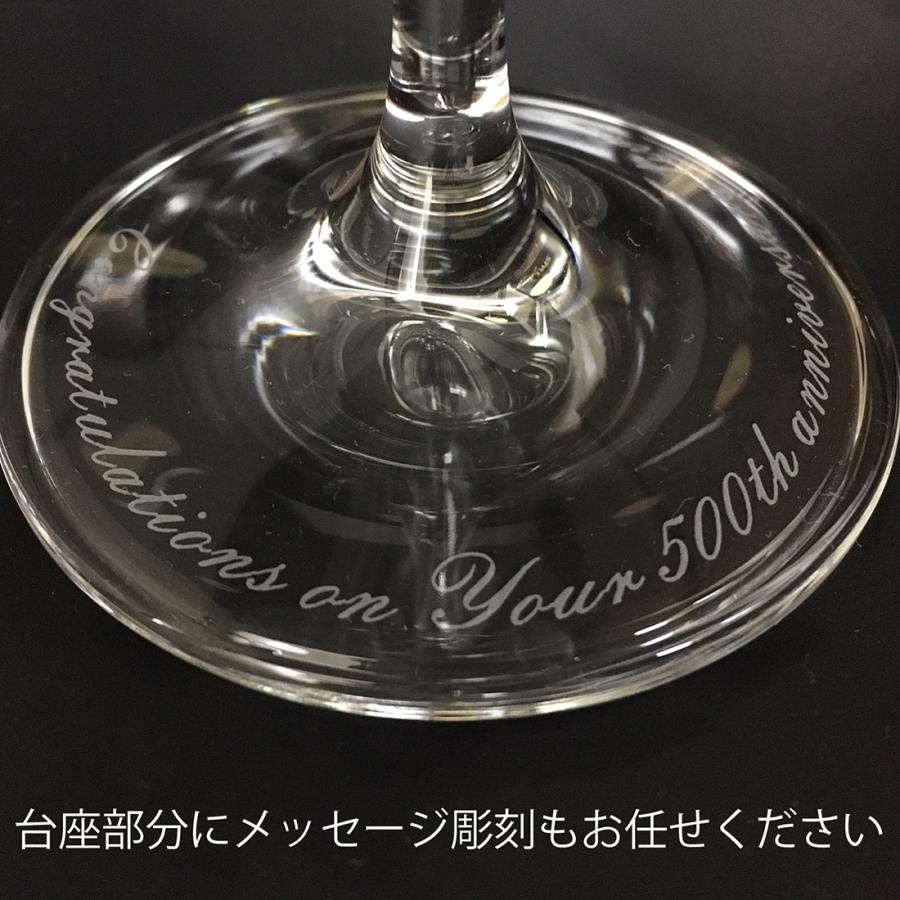 Congratulations on Your 500th anniversary
台座部分にメッセージ彫刻もお任せください